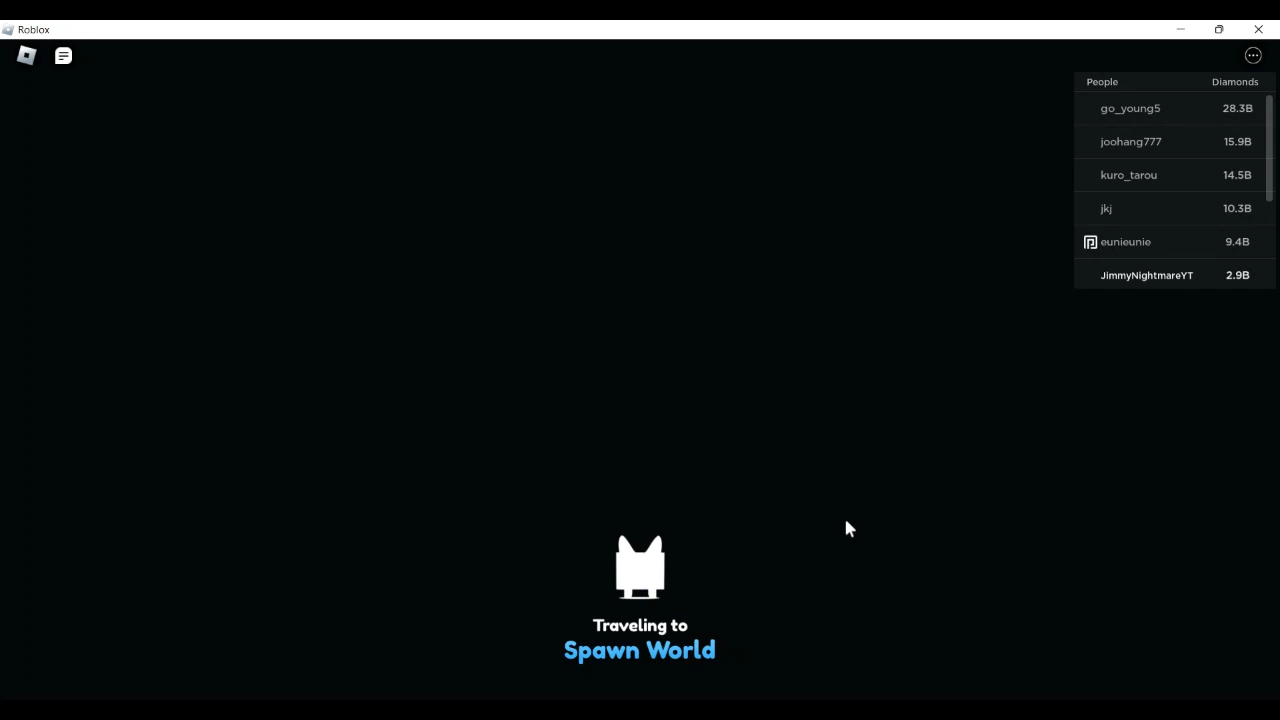 Roblox
People Diamonds
go_young5 28.3B
joohang777 15.9B
kuro_tarou 14.5B
jkj 10.3B
eunieunie 9.4B
JimmyNightmareYT 2.9B
Traveling to
Spawn World